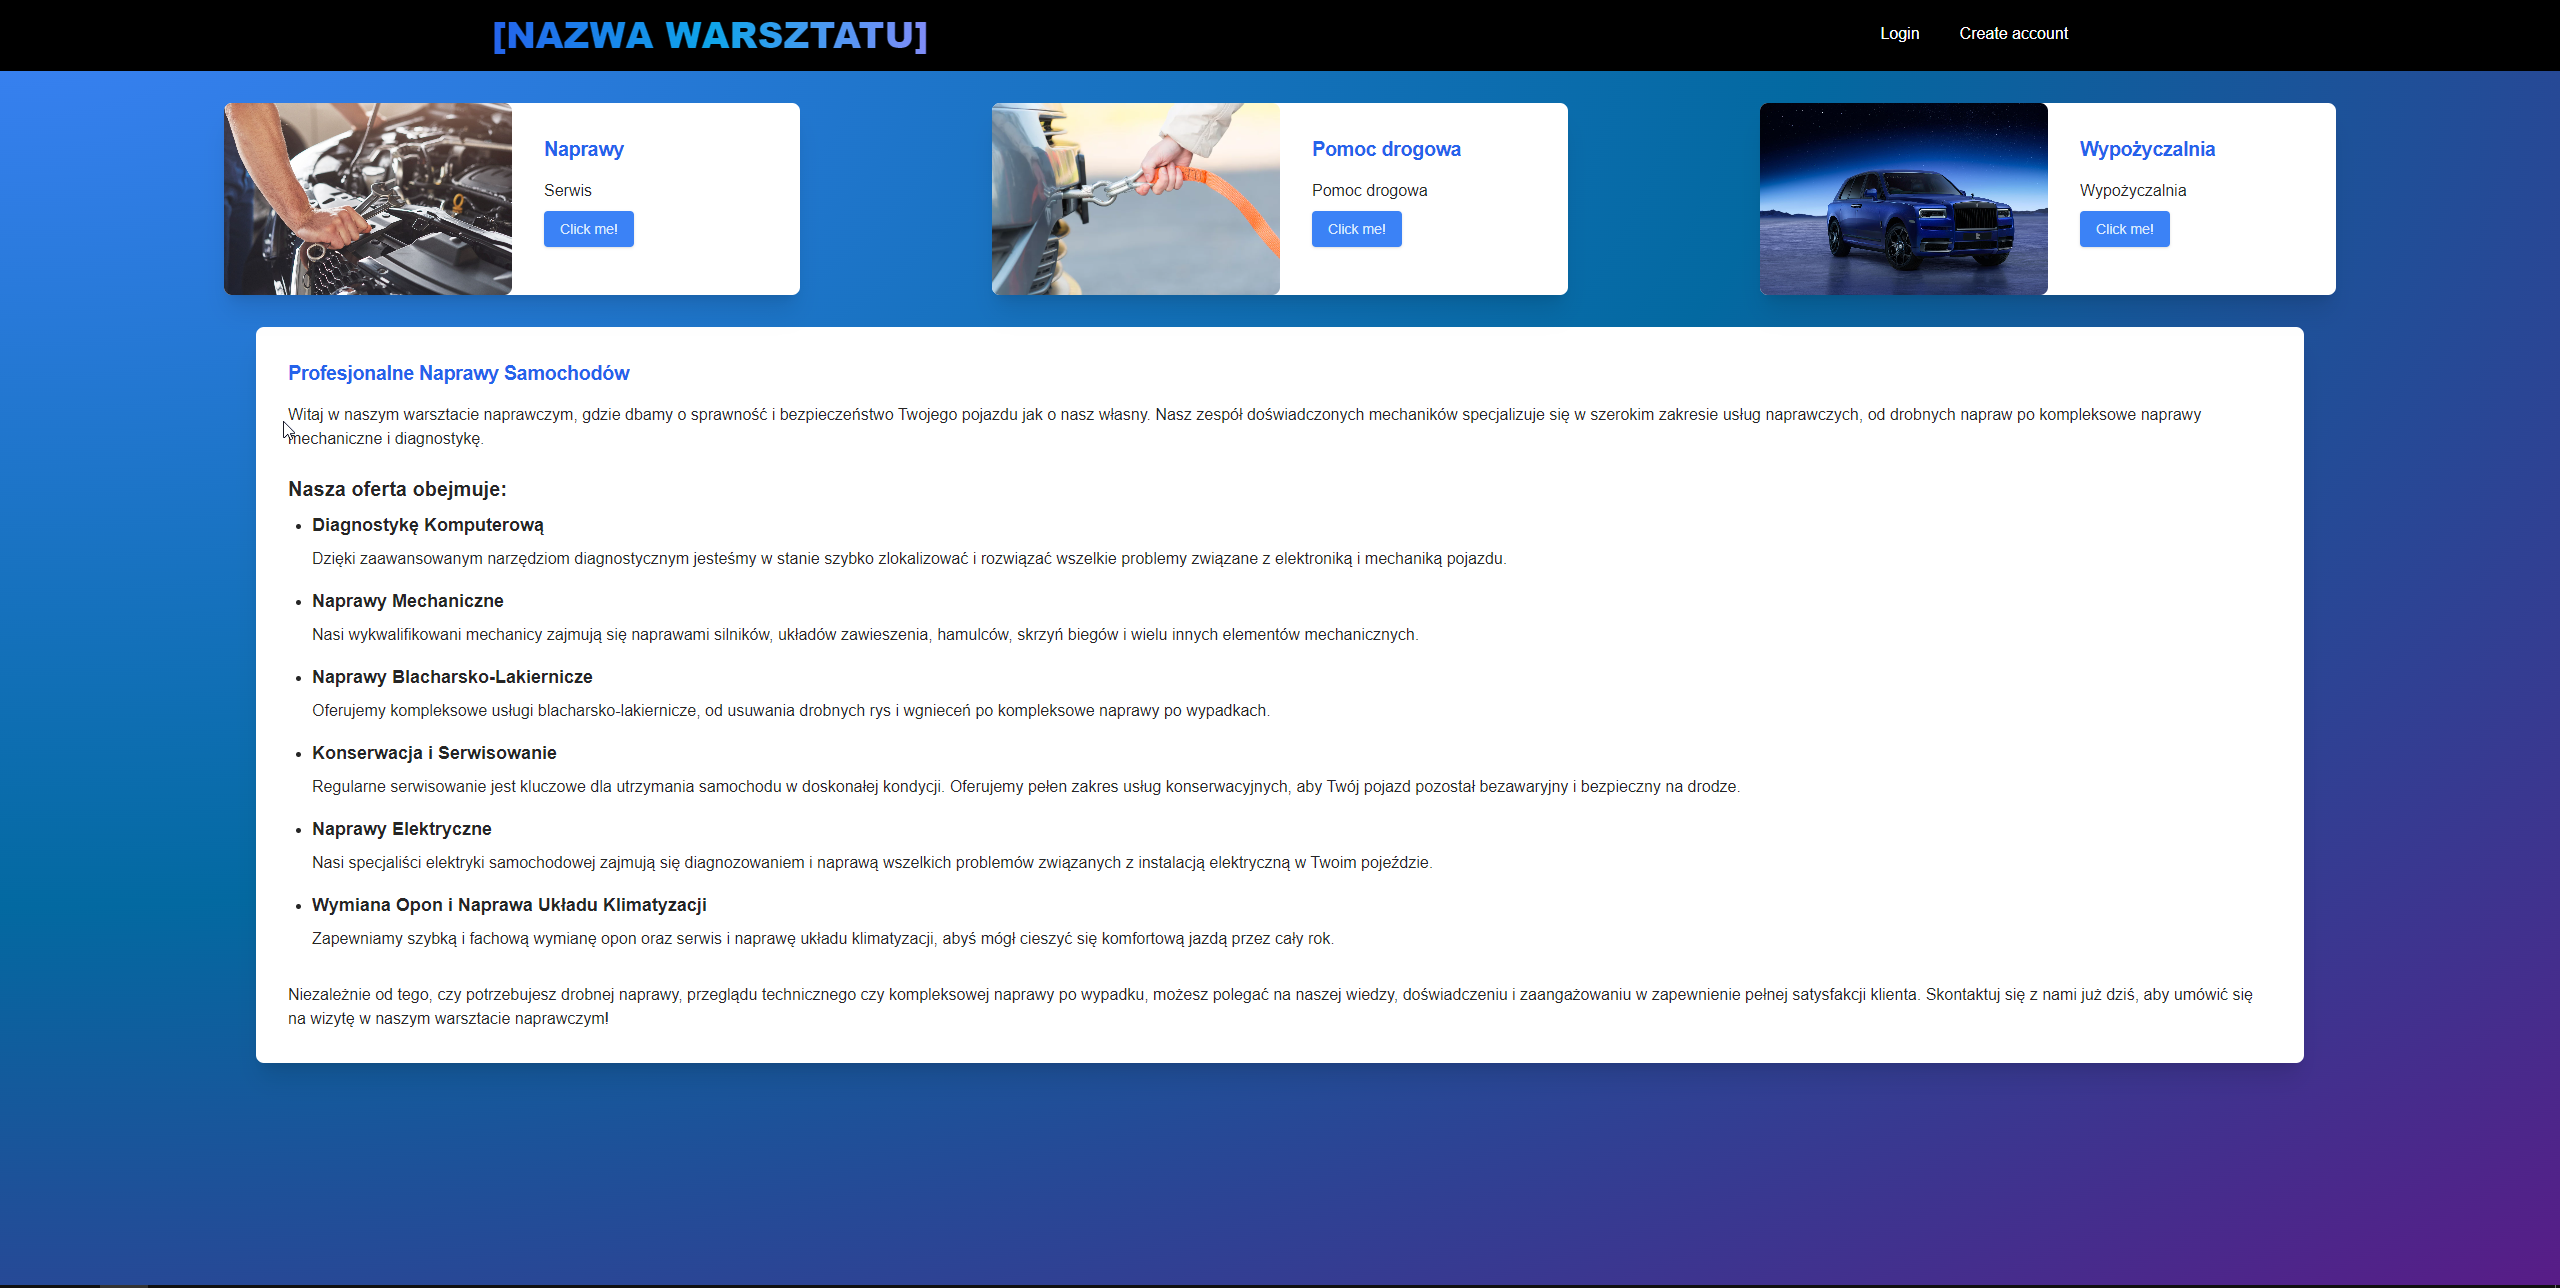 [NAZWA WARSZTATU]
Login
Create account
Naprawy
Serwis
Click me!
Pomoc drogowa
Pomoc drogowa
Click me!
Wypożyczalnia
Wypożyczalnia
Click me!
Profesjonalne Naprawy Samochodów
Witaj w naszym warsztacie naprawczym, gdzie dbamy o sprawność i bezpieczeństwo Twojego pojazdu jak o nasz własny. Nasz zespół doświadczonych mechaników specjalizuje się w szerokim zakresie usług naprawczych, od drobnych napraw po kompleksowe naprawy
mechaniczne i diagnostykę.
Nasza oferta obejmuje:
• Diagnostykę Komputerową
Dzięki zaawansowanym narzędziom diagnostycznym jesteśmy w stanie szybko zlokalizować i rozwiązać wszelkie problemy związane z elektroniką i mechaniką pojazdu.
• Naprawy Mechaniczne
Nasi wykwalifikowani mechanicy zajmują się naprawami silników, układów zawieszenia, hamulców, skrzyń biegów i wielu innych elementów mechanicznych.
• Naprawy Blacharsko-Lakiernicze
Oferujemy kompleksowe usługi blacharsko-lakiernicze, od usuwania drobnych rys i wgnieceń po kompleksowe naprawy po wypadkach.
• Konserwacja i Serwisowanie
Regularne serwisowanie jest kluczowe dla utrzymania samochodu w doskonałej kondycji. Oferujemy pełen zakres usług konserwacyjnych, aby Twój pojazd pozostał bezawaryjny i bezpieczny na drodze.
• Naprawy Elektryczne
Nasi specjaliści elektryki samochodowej zajmują się diagnozowaniem i naprawą wszelkich problemów związanych z instalacją elektryczną w Twoim pojeździe.
• Wymiana Opon i Naprawa Układu Klimatyzacji
Zapewniamy szybką i fachową wymianę opon oraz serwis i naprawę układu klimatyzacji, abyś mógł cieszyć się komfortową jazdą przez cały rok.
Niezależnie od tego, czy potrzebujesz drobnej naprawy, przeglądu technicznego czy kompleksowej naprawy po wypadku, możesz polegać na naszej wiedzy, doświadczeniu i zaangażowaniu w zapewnienie pełnej satysfakcji klienta. Skontaktuj się z nami już dziś, aby umówić się
na wizytę w naszym warsztacie naprawczym!